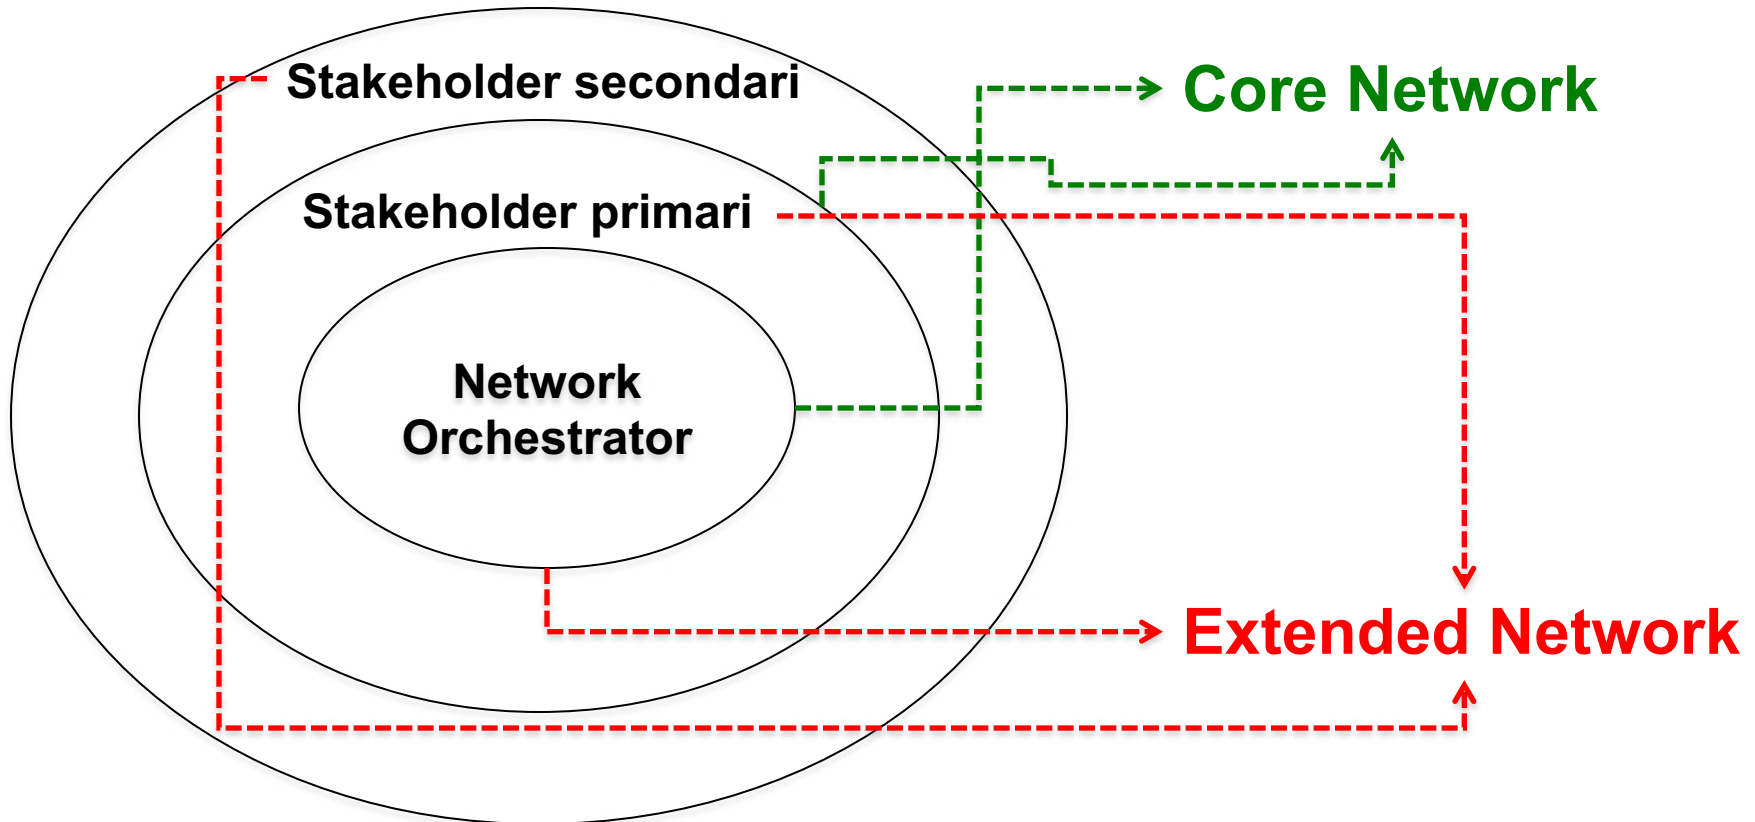 Stakeholder secondari
Core Network
Stakeholder primari
Network
Orchestrator
Extended Network